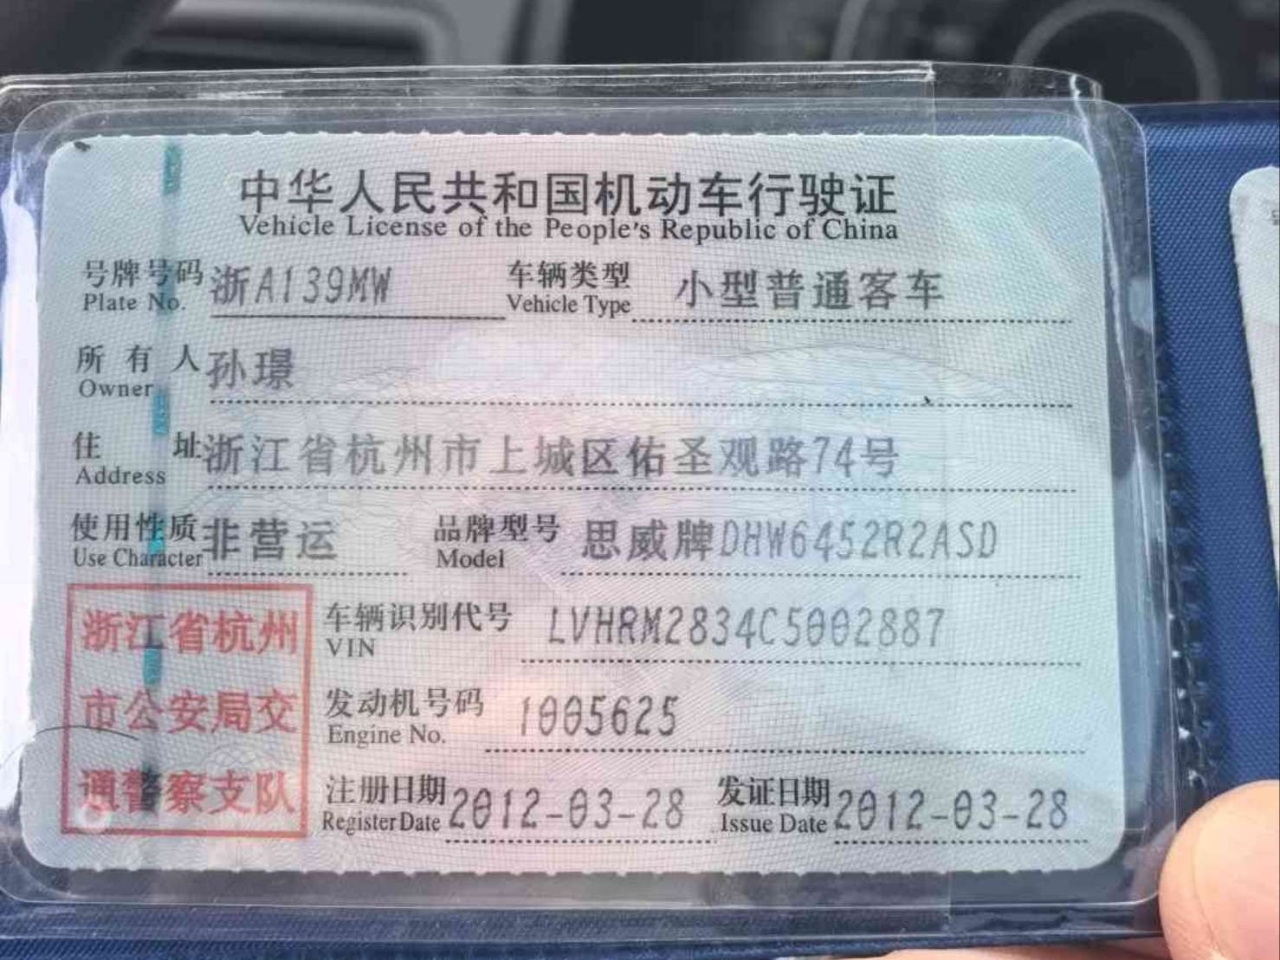 中华人民共和国机动车行驶证
Vehicle License of the People's Republic of China
号牌号码 浙A139MW 车辆类型 小型普通客车
Plate No. Vehicle Type
所有人 孙璟
Owner
住址 浙江省杭州市上城区佑圣观路74号
Address
使用性质 非营运 品牌型号 思威牌DHW6452R2ASD
Use Character Model
浙江省杭州
市公安局交
通警察支队
车辆识别代号 LVHRM2834C5002887
VIN
发动机号码 1005625
Engine No.
注册日期 2012-03-28 发证日期 2012-03-28
Register Date Issue Date